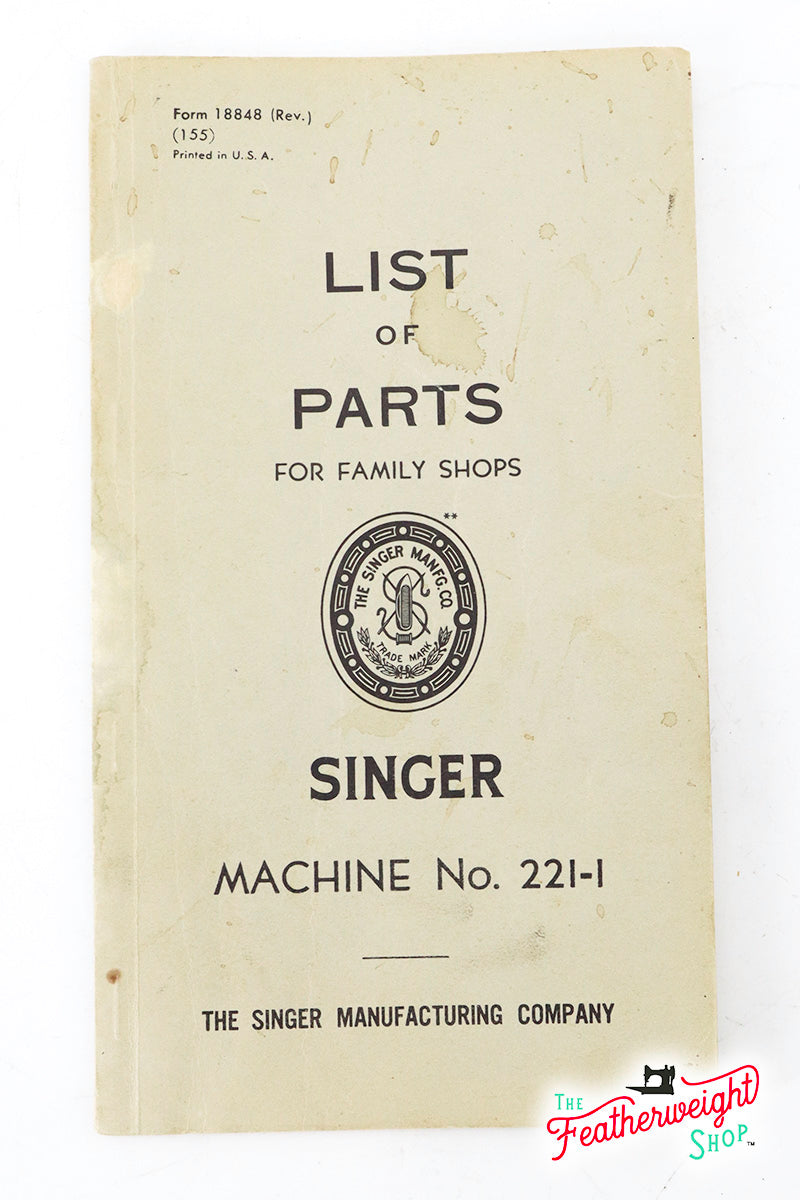 Form 18848 (Rev.)
(155)
Printed in U. S. A.
LIST
OF
PARTS
FOR FAMILY SHOPS
**
THE SINGER MANFG. CO.
S
TRADE MARK
SINGER
MACHINE No. 221-1
THE SINGER MANUFACTURING COMPANY
THE
Featherweight
SHOP™